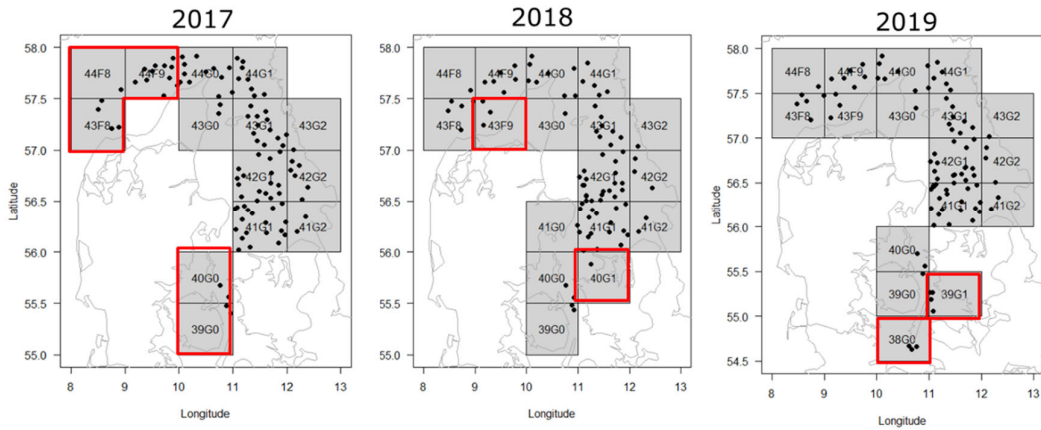 2017
2018
2019
58.0
57.5
57.0
56.5
56.0
55.5
55.0
Latitude
44F8
44F9
44G0
44G1
43F8
43G0
43G1
43G2
42G1
42G2
41G1
41G2
40G0
39G0
8
9
10
11
12
13
Longitude
58.0
57.5
57.0
56.5
56.0
55.5
55.0
44F8
44F9
44G0
44G1
43F8
43F9
43G0
43G1
43G2
42G1
42G2
41G0
41G1
41G2
40G0
40G1
39G0
8
9
10
11
12
13
Longitude
58.0
57.5
57.0
56.5
56.0
55.5
55.0
54.5
44F8
44F9
44G0
44G1
43F8
43F9
43G0
43G1
43G2
42G1
42G2
41G1
41G2
40G0
39G0
39G1
38G0
8
9
10
11
12
13
Longitude